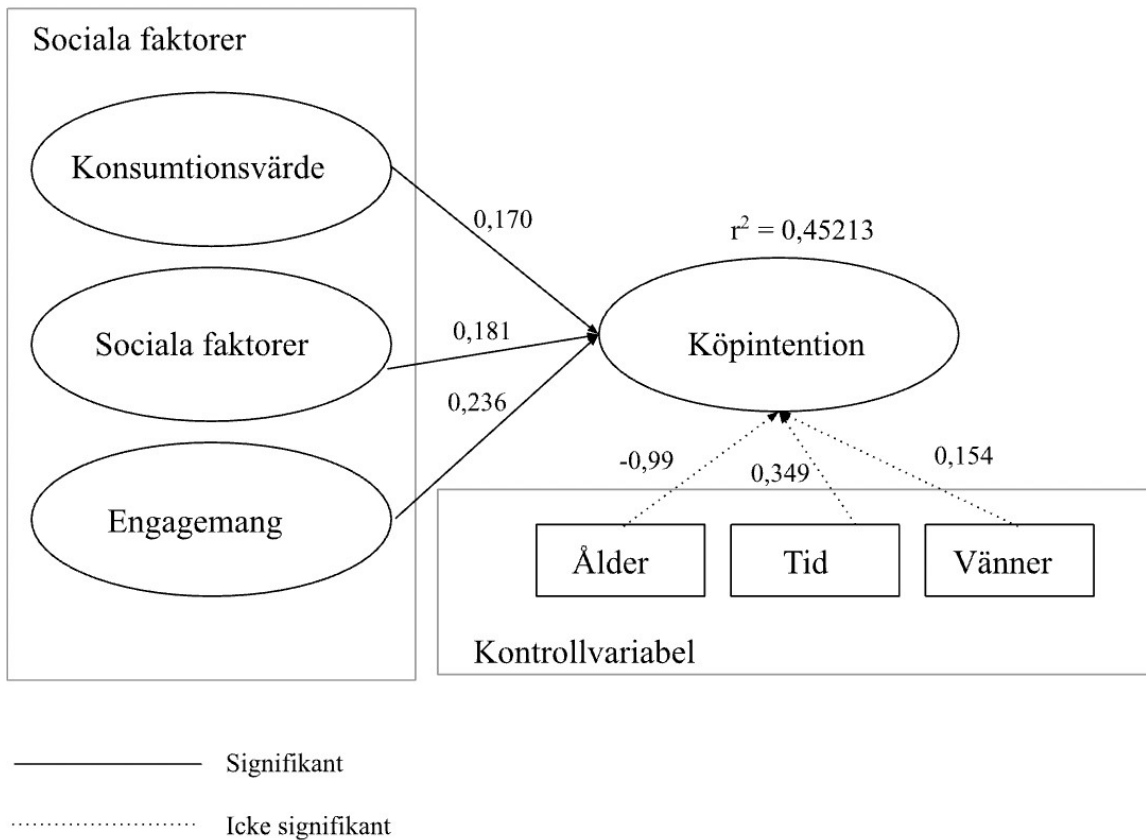 Sociala faktorer
Konsumtionsvärde
0,170
r² = 0,45213
Sociala faktorer
0,181
Köpintention
0,236
Engagemang
-0,99
0,349
0,154
Ålder
Tid
Vänner
Kontrollvariabel
Signifikant
Icke signifikant